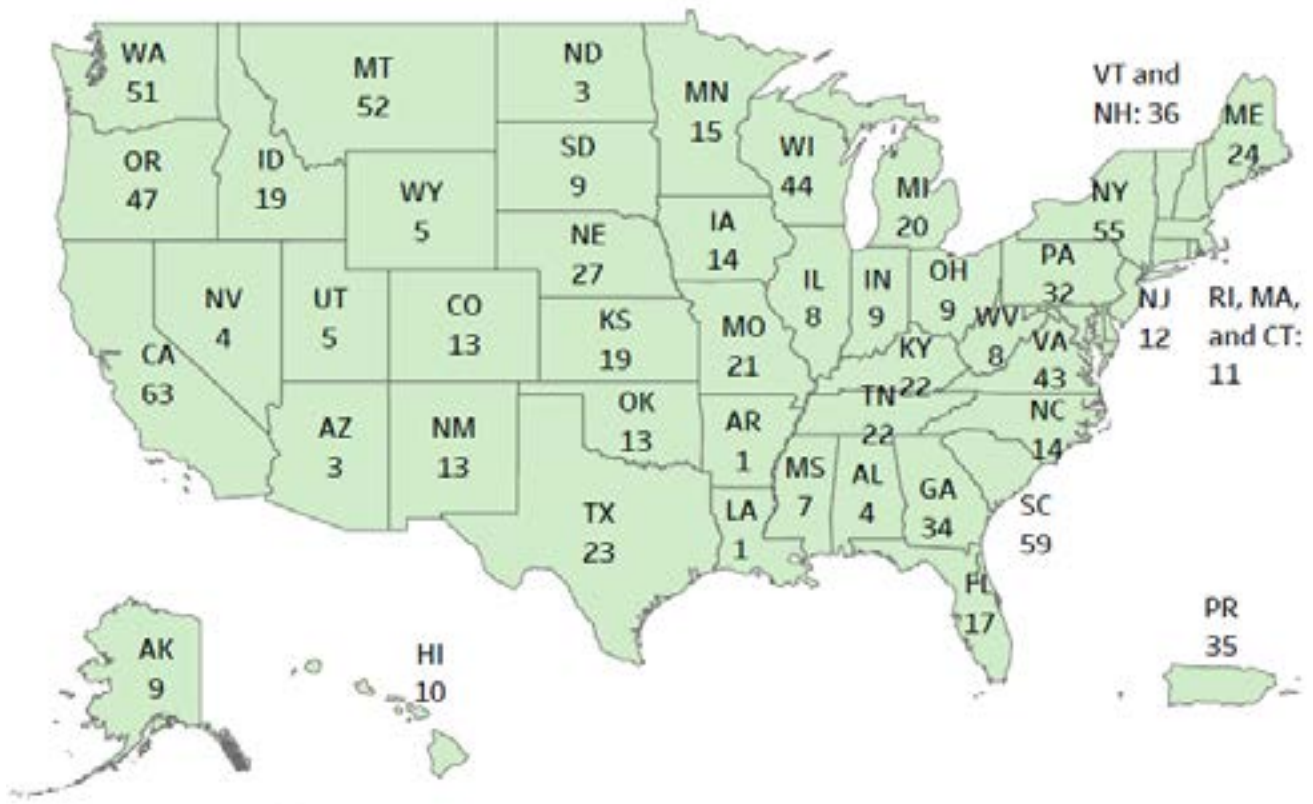 WA
51
MT
52
ND
3
MN
15
VT and
NH: 36
ME
24
OR
47
ID
19
WY
5
SD
9
WI
44
MI
20
NY
55
NE
27
IA
14
PA
32
NV
4
UT
5
CO
13
KS
19
MO
21
IL
8
IN
9
OH
9
WV
8
VA
43
NJ
12
RI, MA,
and CT:
11
CA
63
KY
22
AZ
3
NM
13
OK
13
AR
1
TN
22
NC
14
TX
23
LA
1
MS
7
AL
4
GA
34
SC
59
FL
17
AK
9
HI
10
PR
35